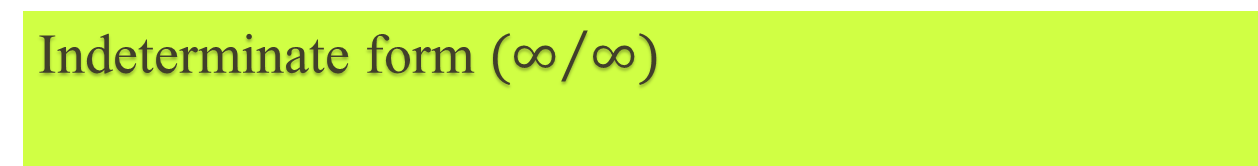 Indeterminate form (∞/∞)